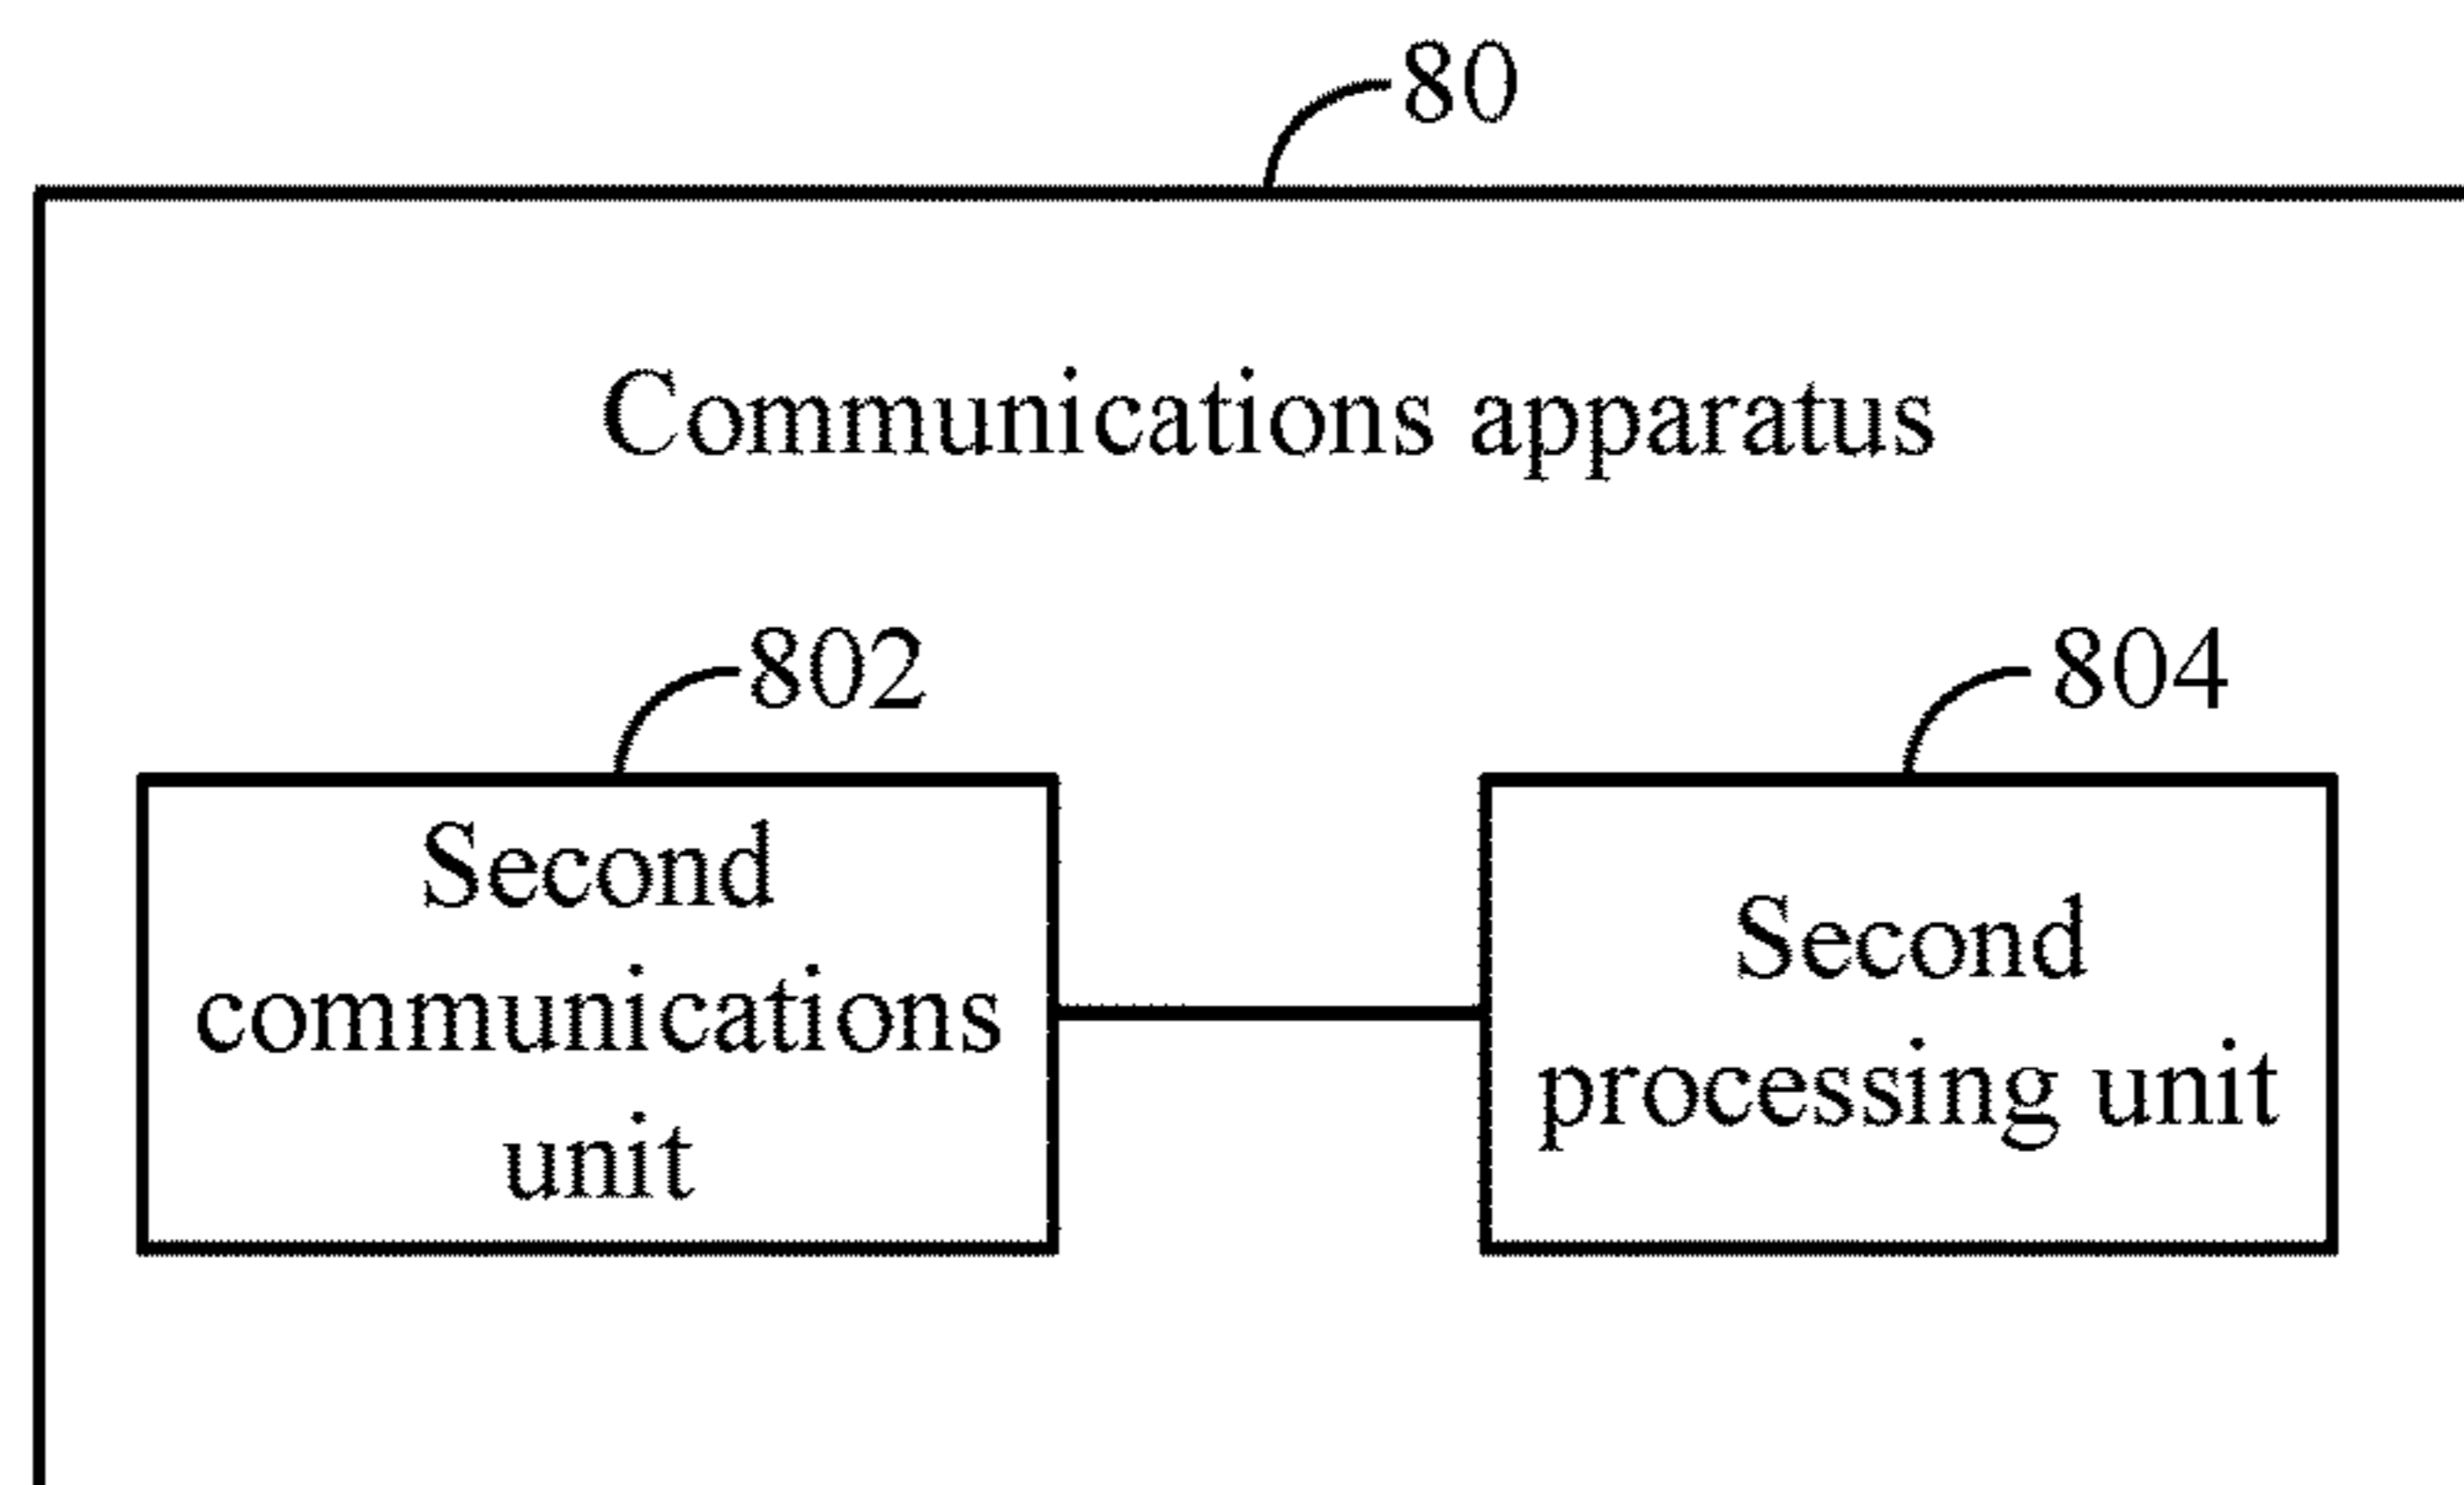 80
Communications apparatus
802
804
Second
communications
unit
Second
processing unit